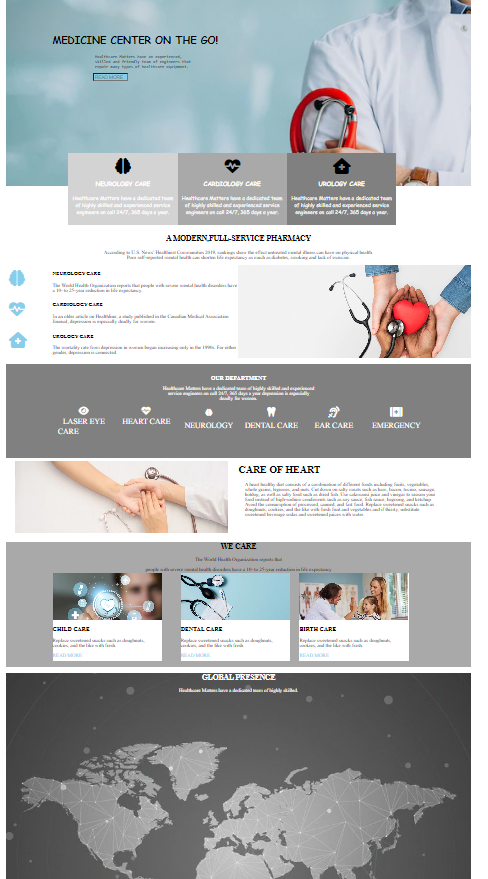 MEDICINE CENTER ON THE GO!
Healthcare Matters have an experienced,
skilled and friendly team of engineers that
repair many types of healthcare equipment.
READ MORE
NEUROLOGY CARE
Healthcare Matters have a dedicated team
of highly skilled and experienced service
engineers on call 24/7, 365 days a year.
CARDIOLOGY CARE
Healthcare Matters have a dedicated team
of highly skilled and experienced service
engineers on call 24/7, 365 days a year.
UROLOGY CARE
Healthcare Matters have a dedicated team
of highly skilled and experienced service
engineers on call 24/7, 365 days a year.
A MODERN,FULL-SERVICE PHARMACY
According to U.S. News' Healthiest Communities 2019, rankings show the effect untreated mental illness can have on physical health.
Poor self-reported mental health can shorten life expectancy as much as diabetes, smoking and lack of exercise.
NEUROLOGY CARE
The World Health Organization reports that people with severe mental health disorders have
a 10- to 25-year reduction in life expectancy.
CARDIOLOGY CARE
In an older article on Healthline, a study published in the Canadian Medical Association
Journal, depression is especially deadly for women.
UROLOGY CARE
The mortality rate from depression in women began increasing only in the 1990s. For either
gender, depression is connected
OUR DEPARTMENT
Healthcare Matters have a dedicated team of highly skilled and experienced
service engineers on call 24/7, 365 days a year depression is especially
deadly for women.
LASER EYE
CARE
HEART CARE
NEUROLOGY
DENTAL CARE
EAR CARE
EMERGENCY
CARE OF HEART
A heart healthy diet consists of a combination of different foods including fruits, vegetables,
whole grains, legumes, and nuts. Cut down on salty roasts such as ham, bacon, tocino, sausage,
hotdog, as well as salty food such as dried fish. Use calamansi juice and vinegar to season your
food instead of high-sodium condiments such as soy sauce, fish sauce, bagoong, and ketchup.
Avoid the consumption of processed, canned, and fast food. Replace sweetened snacks such as
doughnuts, cookies, and the like with fresh fruit and vegetables and if thirsty, substitute
sweetened beverage sodas and sweetened juices with water.
WE CARE
The World Health Organization reports that
people with severe mental health disorders have a 10- to 25-year reduction in life expectancy.
CHILD CARE
Replace sweetened snacks such as doughnuts,
cookies, and the like with fresh
READ MORE
DENTAL CARE
Replace sweetened snacks such as doughnuts,
cookies, and the like with fresh
READ MORE
BIRTH CARE
Replace sweetened snacks such as doughnuts,
cookies, and the like with fresh
READ MORE
GLOBAL PRESENCE
Healthcare Matters have a dedicated team of highly skilled.